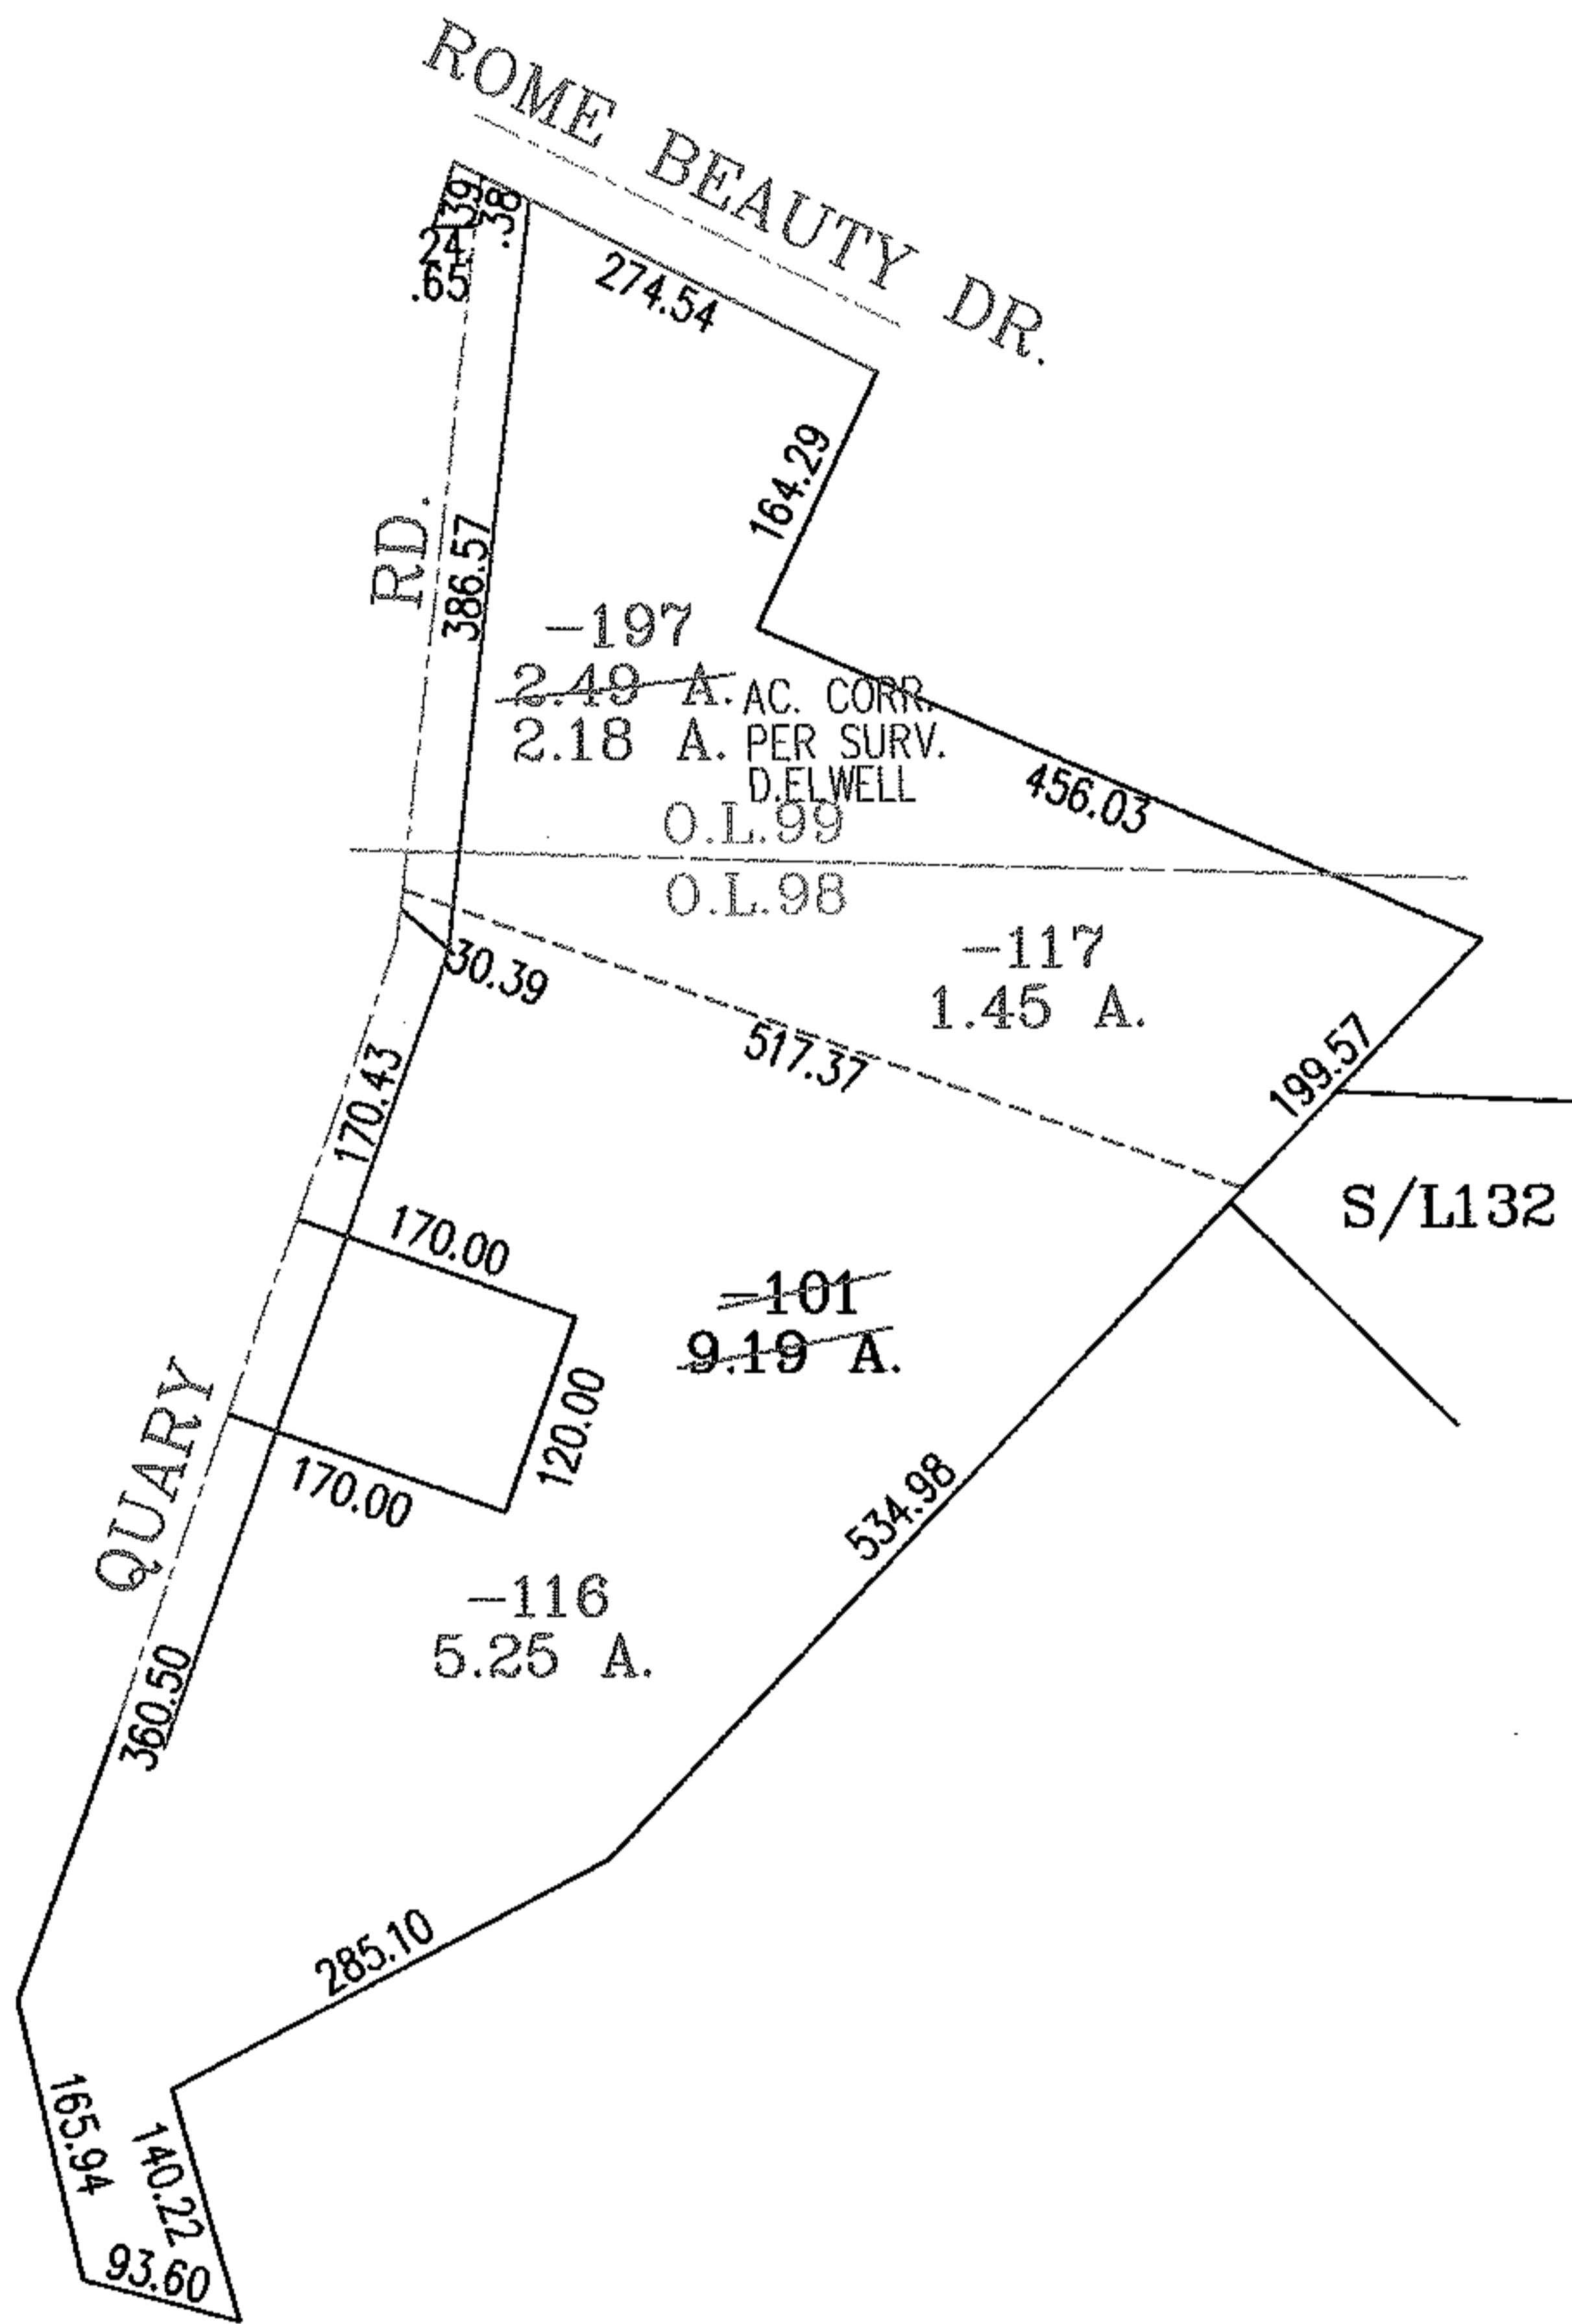 ROME BEAUTY DR.
39
.38
24.
.65
274.54
164.29
RD.
386.57
-197
2.49 A.
AC. CORR.
2.18 A.
PER SURV.
D.ELWELL
456.03
O.L.99
O.L.98
-117
1.45 A.
30.39
517.37
199.57
170.43
S/L132
170.00
-101
9.19 A.
120.00
QUARY
170.00
534.98
-116
5.25 A.
360.50
285.10
165.94
140.22
93.60